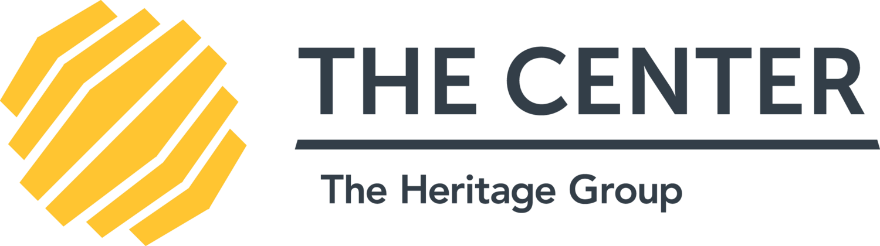 THE CENTER
The Heritage Group